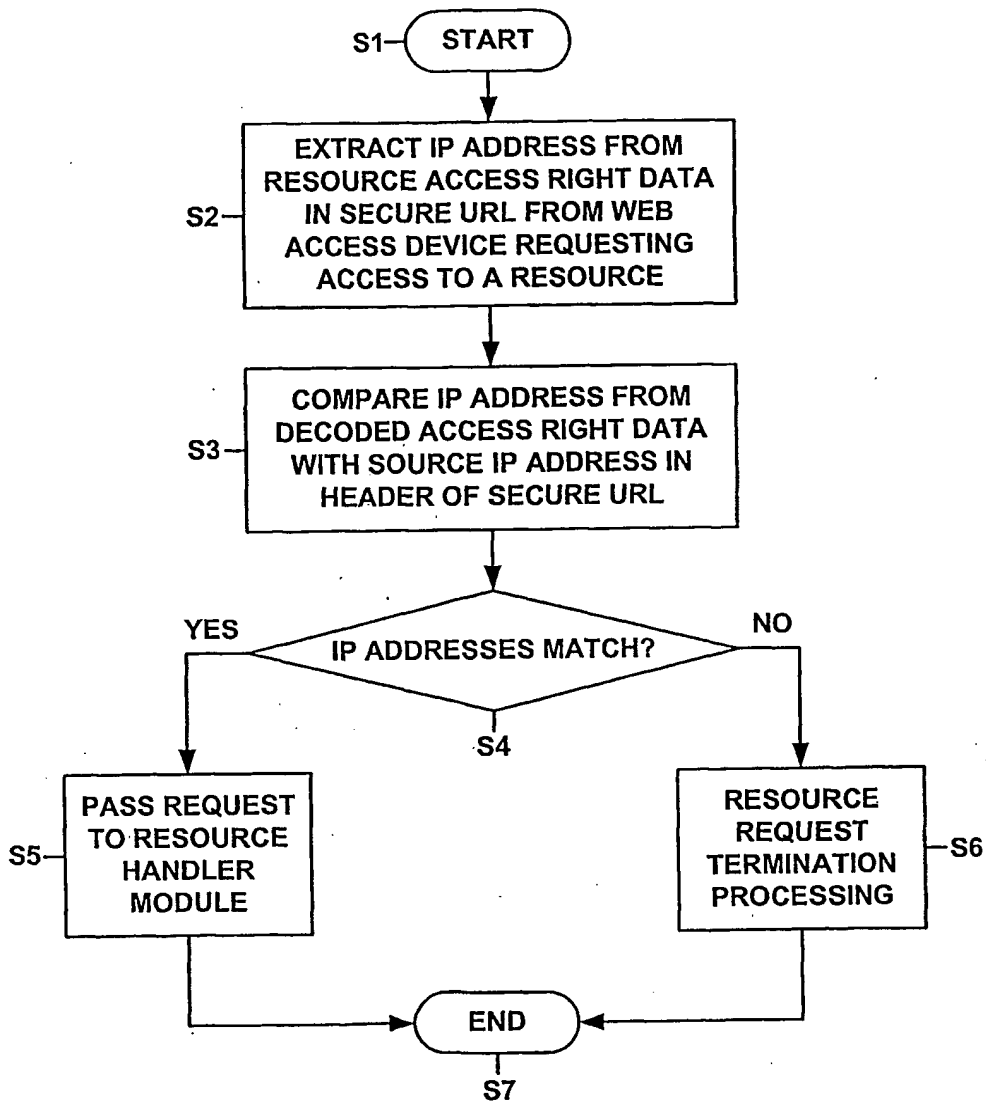 S1
START
EXTRACT IP ADDRESS FROM
RESOURCE ACCESS RIGHT DATA
IN SECURE URL FROM WEB
ACCESS DEVICE REQUESTING
ACCESS TO A RESOURCE
S2
COMPARE IP ADDRESS FROM
DECODED ACCESS RIGHT DATA
WITH SOURCE IP ADDRESS IN
HEADER OF SECURE URL
S3
YES
IP ADDRESSES MATCH?
NO
S4
PASS REQUEST
TO RESOURCE
HANDLER
MODULE
S5
RESOURCE
REQUEST
TERMINATION
PROCESSING
S6
END
S7